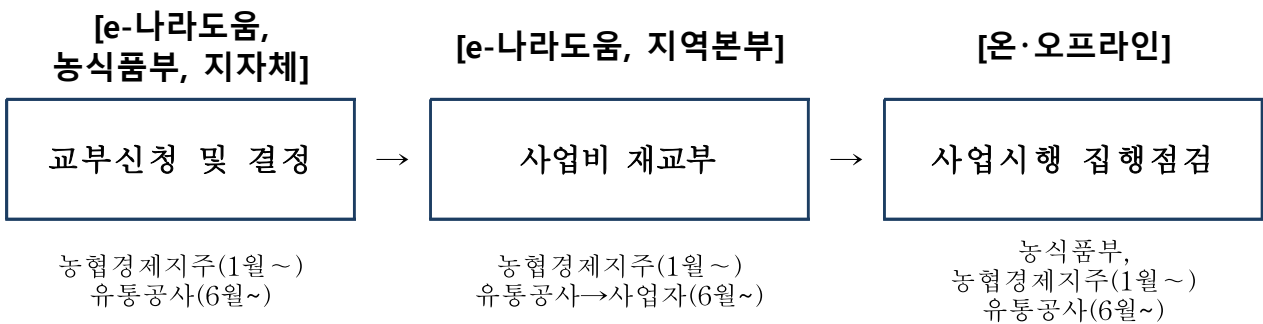 [e-나라도움,
농식품부, 지자체]
교부신청 및 결정
농협경제지주(1월～)
유통공사(6월~)
→
[e-나라도움, 지역본부]
사업비 재교부
농협경제지주(1월～)
유통공사→사업자(6월~)
→
[온·오프라인]
사업시행 집행점검
농식품부,
농협경제지주(1월～)
유통공사(6월~)